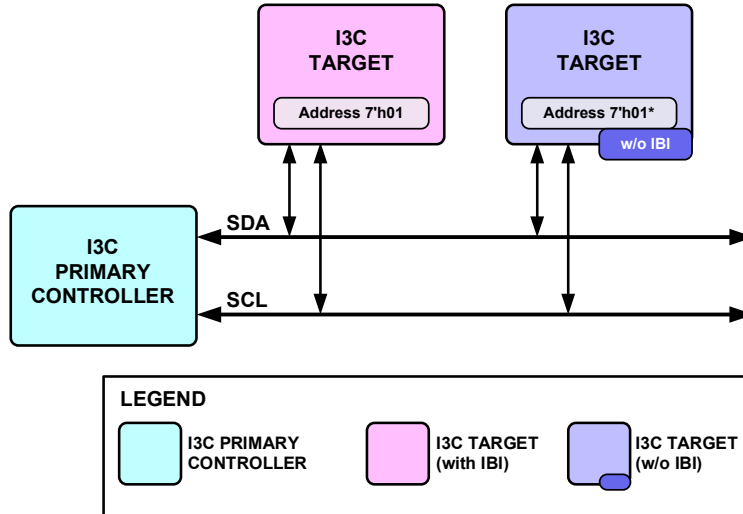 I3C
TARGET
Address 7'h01
I3C
TARGET
Address 7'h01*
w/o IBI
I3C
PRIMARY
CONTROLLER
SDA
SCL
LEGEND
I3C PRIMARY
CONTROLLER
I3C TARGET
(with IBI)
I3C TARGET
(w/o IBI)